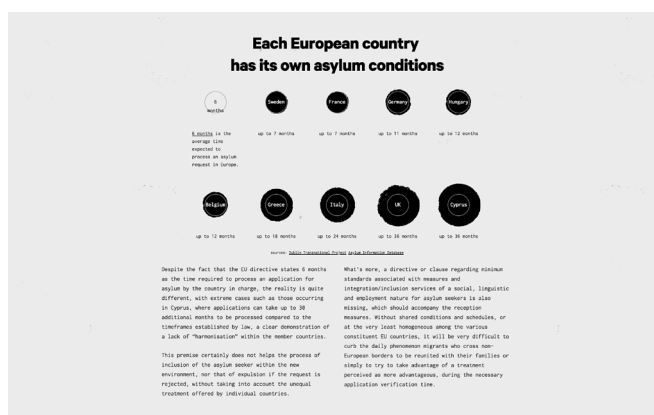 Each European country
has its own asylum conditions
6
months
Sweden
France
Germany
Hungary
6 months is the
average time
expected to
process an asylum
request in Europe.
up to 7 months
up to 7 months
up to 11 months
up to 12 months
Belgium
Greece
Italy
UK
Cyprus
up to 12 months
up to 18 months
up to 24 months
up to 36 months
up to 36 months
sources: Dublin Transnational Project Asylum Information Database
Despite the fact that the EU directive states 6 months
as the time required to process an application for
asylum by the country in charge, the reality is quite
different, with extreme cases such as those occurring
in Cyprus, where applications can take up to 30
additional months to be processed compared to the
timeframes established by law, a clear demonstration of
a lack of "harmonisation" within the member countries.
This premise certainly does not helps the process of
inclusion of the asylum seeker within the new
environment, nor that of expulsion if the request is
rejected, without taking into account the unequal
treatment offered by individual countries.
What's more, a directive or clause regarding minimum
standards associated with measures and
integration/inclusion services of a social, linguistic
and employment nature for asylum seekers is also
missing, which should accompany the reception
measures. Without shared conditions and schedules, or
at the very least homogeneous among the various
constituent EU countries, it will be very difficult to
curb the daily phenomenon migrants who cross non-
European borders to be reunited with their families or
simply to try to take advantage of a treatment
perceived as more advantageous, during the necessary
application verification time.